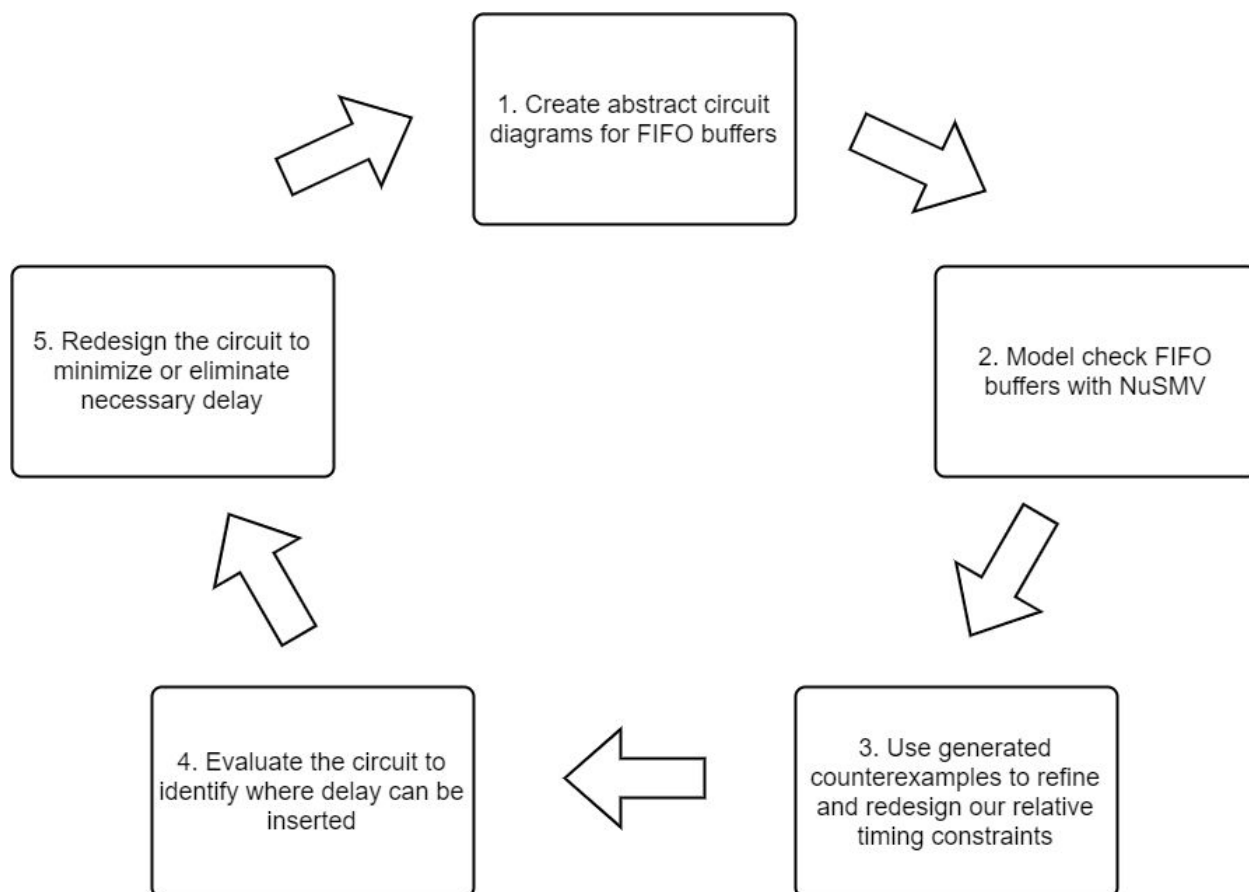 1. Create abstract circuit
diagrams for FIFO buffers
2. Model check FIFO
buffers with NuSMV
3. Use generated
counterexamples to refine
and redesign our relative
timing constraints
4. Evaluate the circuit to
identify where delay can be
inserted
5. Redesign the circuit to
minimize or eliminate
necessary delay